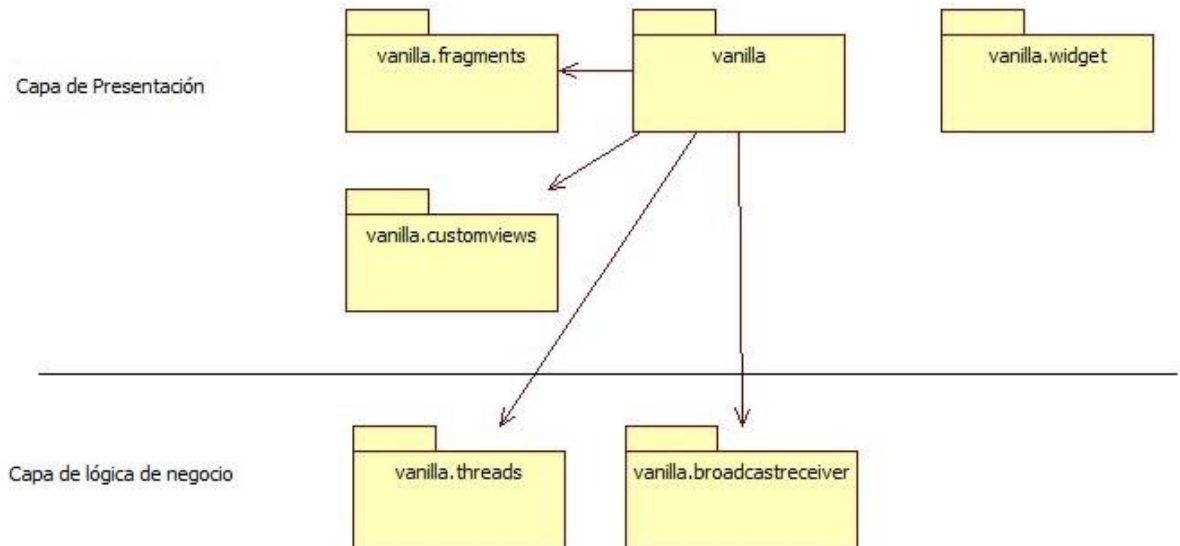 vanilla.fragments
vanilla
vanilla.widget
Capa de Presentación
vanilla.customviews
Capa de lógica de negocio
vanilla.threads
vanilla.broadcastreceiver